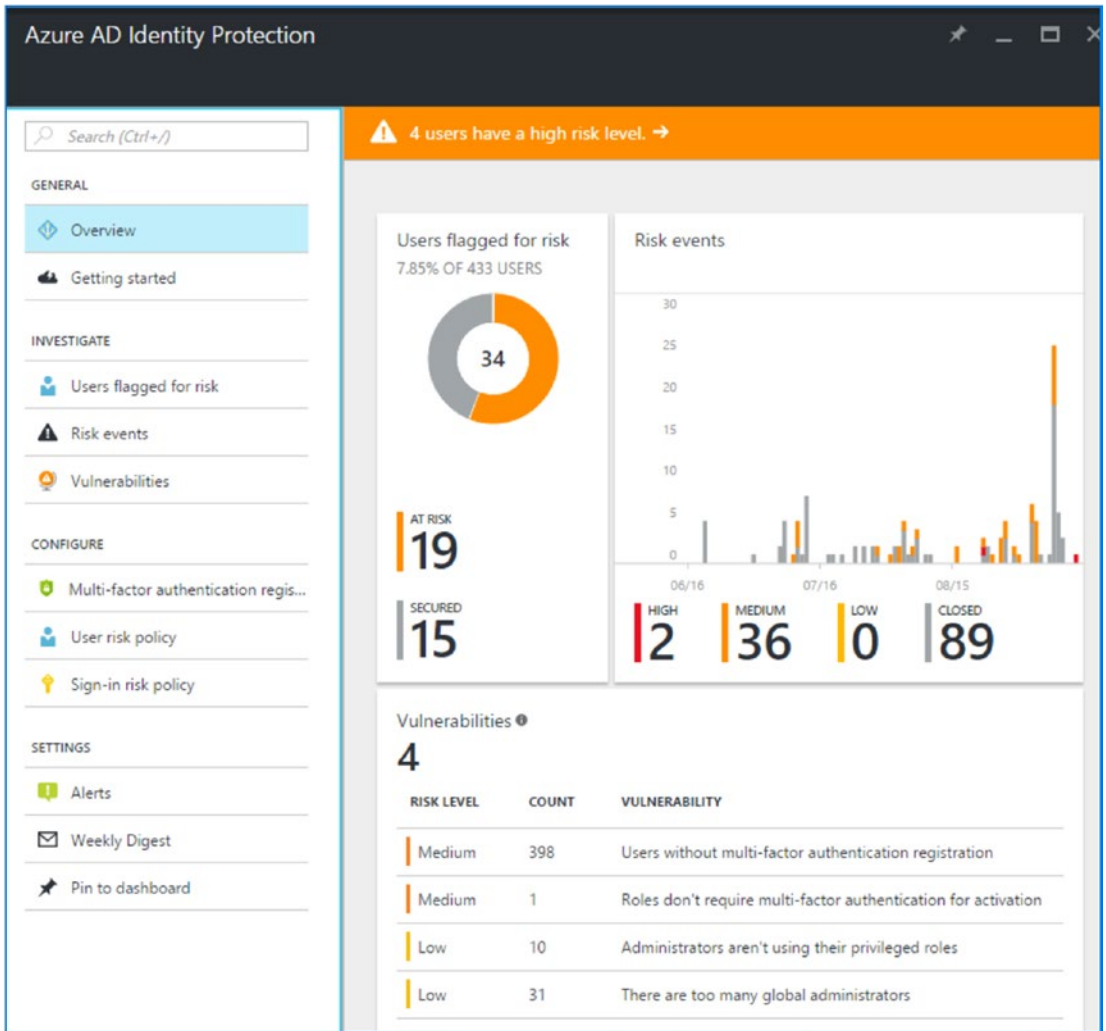 Azure AD Identity Protection
Search (Ctrl+/)
GENERAL
Overview
Getting started
INVESTIGATE
Users flagged for risk
Risk events
Vulnerabilities
CONFIGURE
Multi-factor authentication regis...
User risk policy
Sign-in risk policy
SETTINGS
Alerts
Weekly Digest
Pin to dashboard
4 users have a high risk level. →
Users flagged for risk
7.85% OF 433 USERS
34
AT RISK
19
SECURED
15
Risk events
30
25
20
15
10
5
0
06/16 07/16 08/15
HIGH MEDIUM LOW CLOSED
2 36 0 89
Vulnerabilities
4
RISK LEVEL COUNT VULNERABILITY
Medium 398 Users without multi-factor authentication registration
Medium 1 Roles don't require multi-factor authentication for activation
Low 10 Administrators aren't using their privileged roles
Low 31 There are too many global administrators